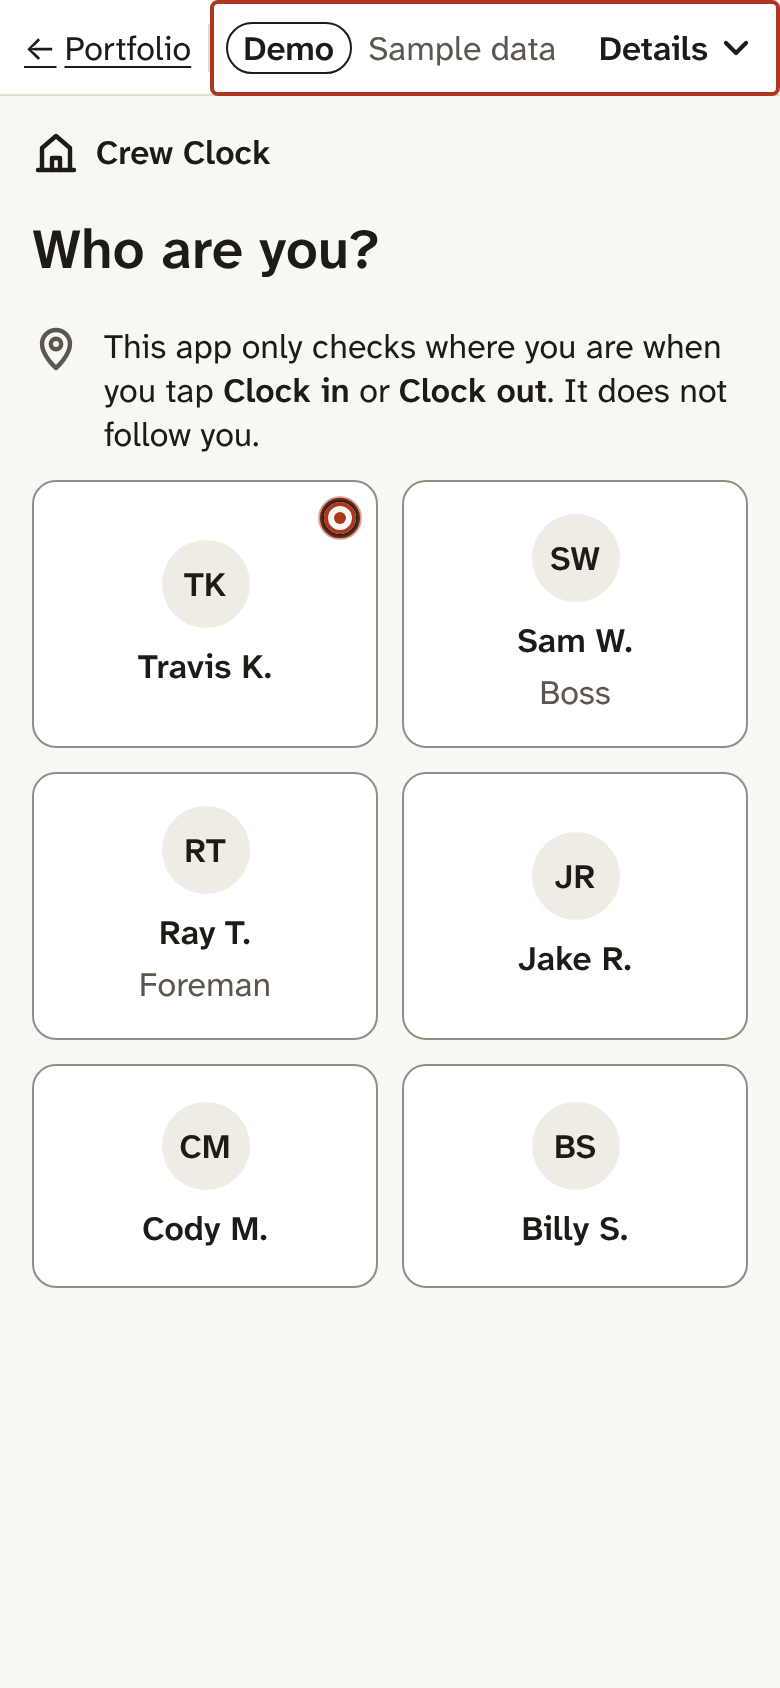 ← Portfolio Demo Sample data Details
Crew Clock
Who are you?
This app only checks where you are when
you tap Clock in or Clock out. It does not
follow you.
TK
Travis K.
SW
Sam W.
Boss
RT
Ray T.
Foreman
JR
Jake R.
CM
Cody M.
BS
Billy S.